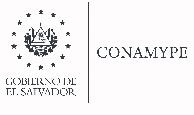 GOBIERNO DE
EL SALVADOR
CONAMYPE